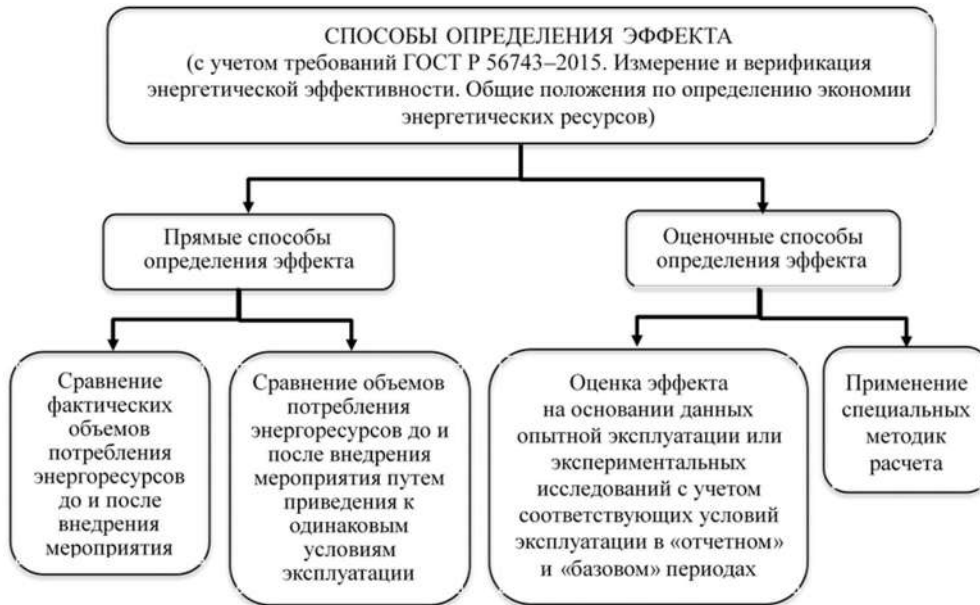 СПОСОБЫ ОПРЕДЕЛЕНИЯ ЭФФЕКТА
(с учетом требований ГОСТ Р 56743–2015. Измерение и верификация
энергетической эффективности. Общие положения по определению экономии
энергетических ресурсов)
Прямые способы
определения эффекта
Оценочные способы
определения эффекта
Сравнение
фактических
объемов
потребления
энергоресурсов
до и после
внедрения
мероприятия
Сравнение объемов
потребления
энергоресурсов до и
после внедрения
мероприятия путем
приведения к
одинаковым
условиям
эксплуатации
Оценка эффекта
на основании данных
опытной эксплуатации или
экспериментальных
исследований с учетом
соответствующих условий
эксплуатации в «отчетном»
и «базовом» периодах
Применение
специальных
методик
расчета